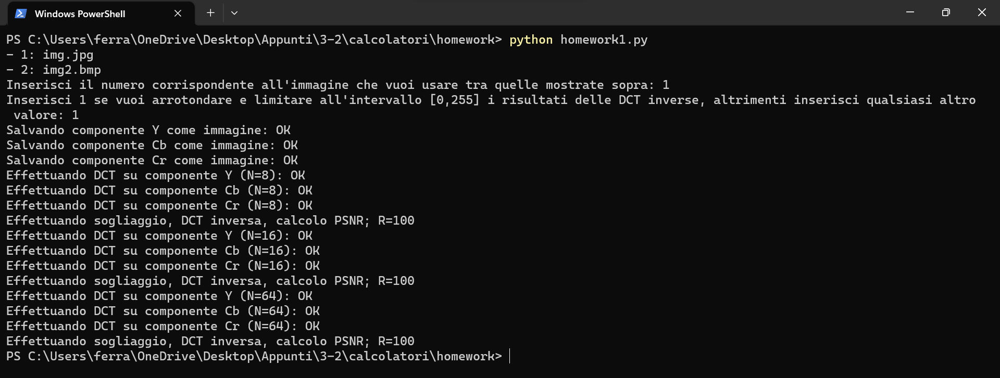 Windows PowerShell
PS C:\Users\ferra\OneDrive\Desktop\Appunti\3-2\calcolatori\homework> python homework1.py
- 1: img.jpg
- 2: img2.bmp
Inserisci il numero corrispondente all'immagine che vuoi usare tra quelle mostrate sopra: 1
Inserisci 1 se vuoi arrotondare e limitare all'intervallo [0,255] i risultati delle DCT inverse, altrimenti inserisci qualsiasi altro
valore: 1
Salvando componente Y come immagine: OK
Salvando componente Cb come immagine: OK
Salvando componente Cr come immagine: OK
Effettuando DCT su componente Y (N=8): OK
Effettuando DCT su componente Cb (N=8): OK
Effettuando DCT su componente Cr (N=8): OK
Effettuando sogliaggio, DCT inversa, calcolo PSNR; R=100
Effettuando DCT su componente Y (N=16): OK
Effettuando DCT su componente Cb (N=16): OK
Effettuando DCT su componente Cr (N=16): OK
Effettuando sogliaggio, DCT inversa, calcolo PSNR; R=100
Effettuando DCT su componente Y (N=64): OK
Effettuando DCT su componente Cb (N=64): OK
Effettuando DCT su componente Cr (N=64): OK
Effettuando sogliaggio, DCT inversa, calcolo PSNR; R=100
PS C:\Users\ferra\OneDrive\Desktop\Appunti\3-2\calcolatori\homework>